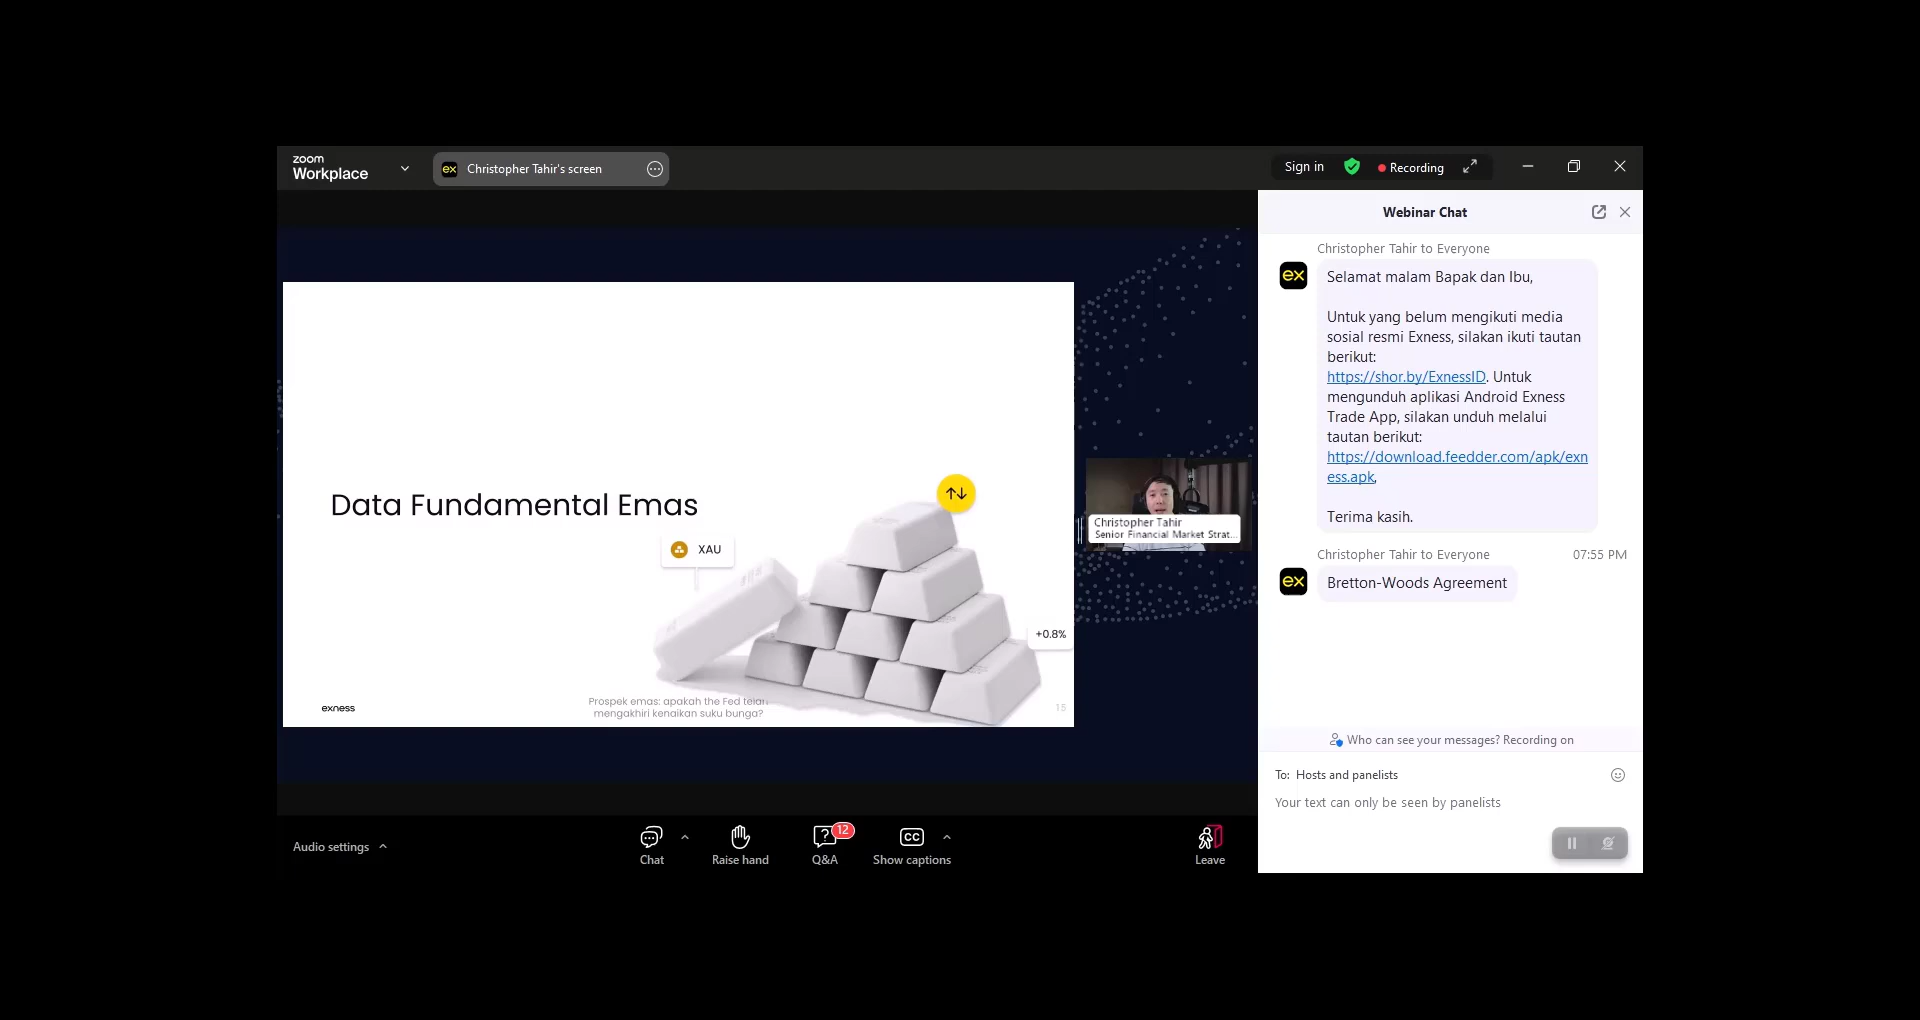 zoom
Workplace
ex Christopher Tahir's screen
Sign in
Recording
Data Fundamental Emas
XAU
+0.8%
exness
Prospek emas: apakah the Fed telah
mengakhiri kenaikan suku bunga?
15
Christopher Tahir
Senior Financial Market Strat...
Webinar Chat
Christopher Tahir to Everyone
ex
Selamat malam Bapak dan Ibu,
Untuk yang belum mengikuti media
sosial resmi Exness, silakan ikuti tautan
berikut:
https://shor.by/ExnessID. Untuk
mengunduh aplikasi Android Exness
Trade App, silakan unduh melalui
tautan berikut:
https://download.feedder.com/apk/exn
ess.apk,
Terima kasih.
Christopher Tahir to Everyone 07:55 PM
ex
Bretton-Woods Agreement
Who can see your messages? Recording on
To: Hosts and panelists
Your text can only be seen by panelists
Audio settings
Chat
Raise hand
12
Q&A
CC
Show captions
Leave